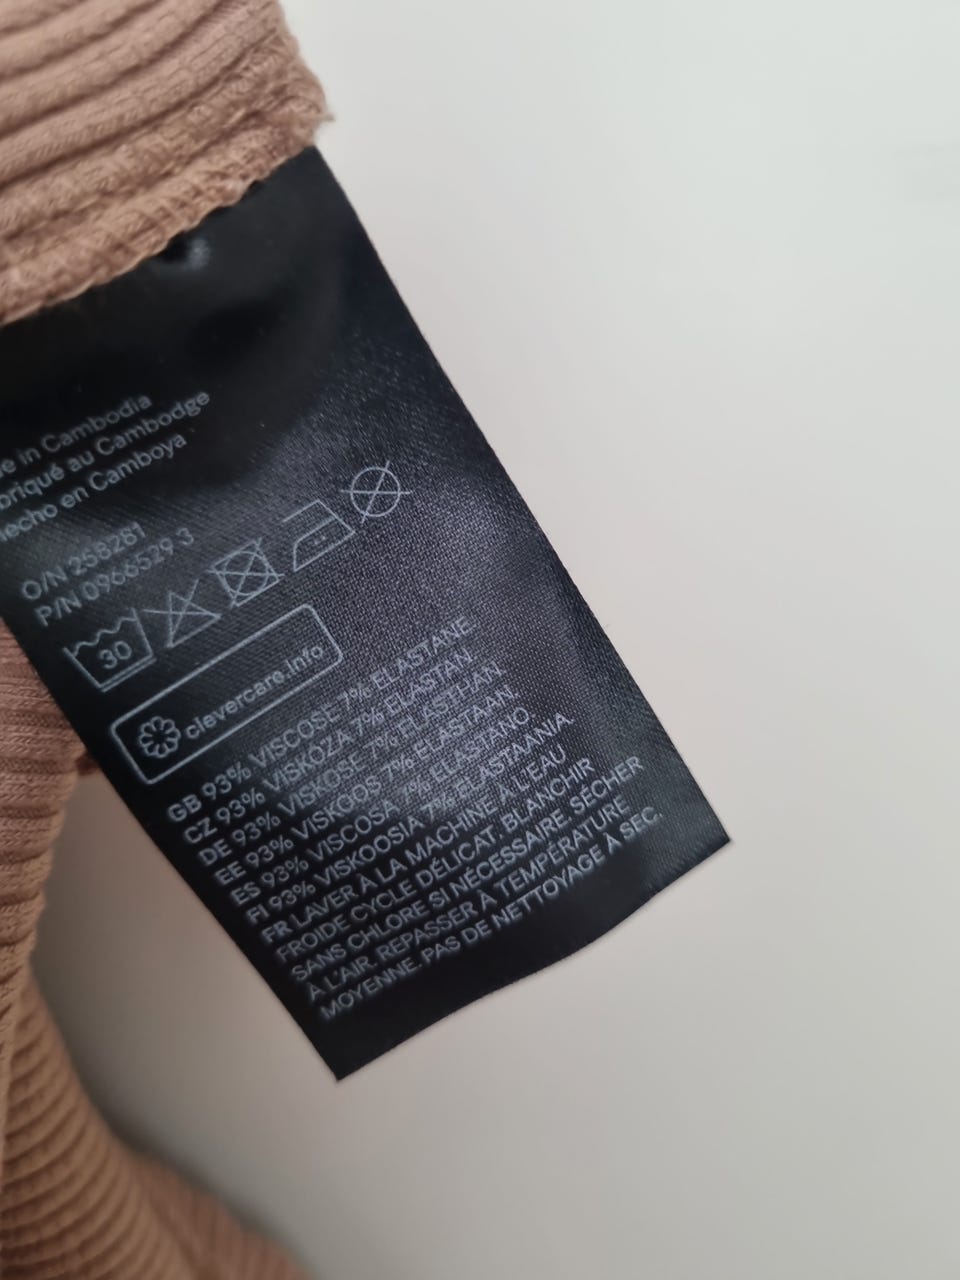 e in Cambodia
briqué au Cambodge
echo en Camboya
O/N 258281
P/N 0966529 3
30
clevercare.info
GB 93% VISCOSE 7% ELASTANE
CZ 93% VISKÓZA 7% ELASTAN.
DE 93% VISKOSE 7% ELASTHAN.
EE 93% VISKOOS 7% ELASTAAN.
ES 93% VISCOSA 7% ELASTANO.
FI 93% VISKOOSIA 7% ELASTAANIA.
FR LAVER À LA MACHINE À L'EAU
FROIDE CYCLE DÉLICAT. BLANCHIR
SANS CHLORE SI NÉCESSAIRE. SÉCHER
À L'AIR. REPASSER À TEMPÉRATURE
MOYENNE. PAS DE NETTOYAGE À SEC.